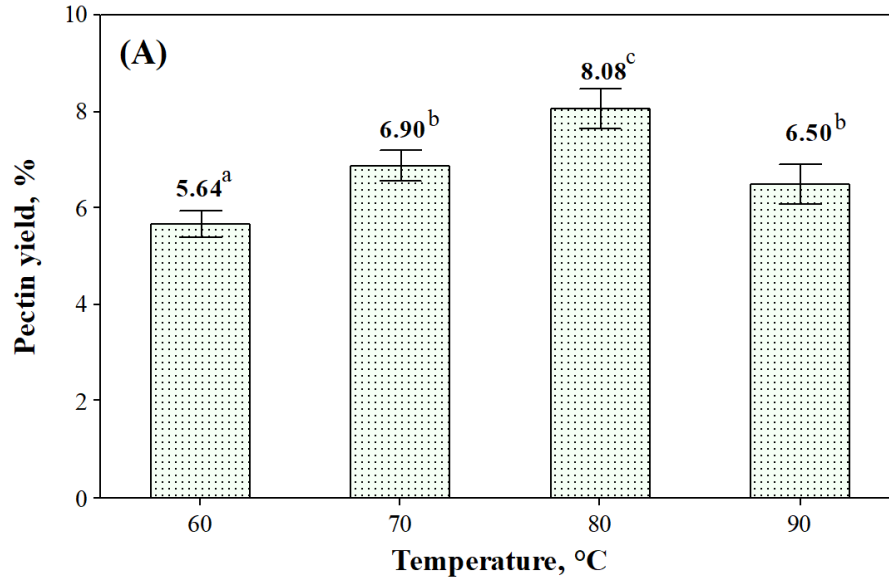 (A)
10
8
6
4
2
0
Pectin yield, %
5.64a
6.90b
8.08c
6.50b
60
70
80
90
Temperature, °C